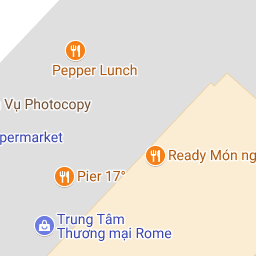 Pepper Lunch
Vụ Photocopy
permarket
Ready Món ng
Pier 17°
Trung Tâm
Thương mại Rome